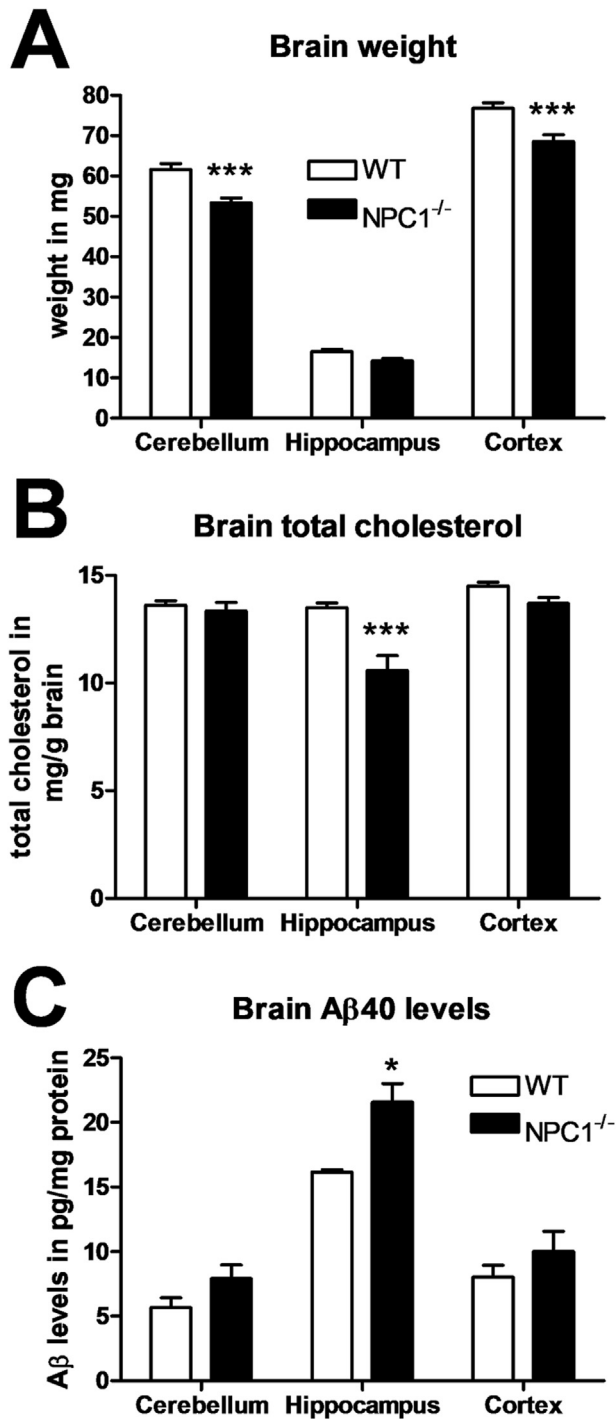 A
Brain weight
weight in mg
80
70
60
50
40
30
20
10
0
***
***
WT
NPC1-/-
Cerebellum Hippocampus Cortex
B
Brain total cholesterol
total cholesterol in
mg/g brain
15
10
5
0
***
Cerebellum Hippocampus Cortex
C
Brain Aβ40 levels
Aβ levels in pg/mg protein
25
20
15
10
5
0
*
WT
NPC1-/-
Cerebellum Hippocampus Cortex